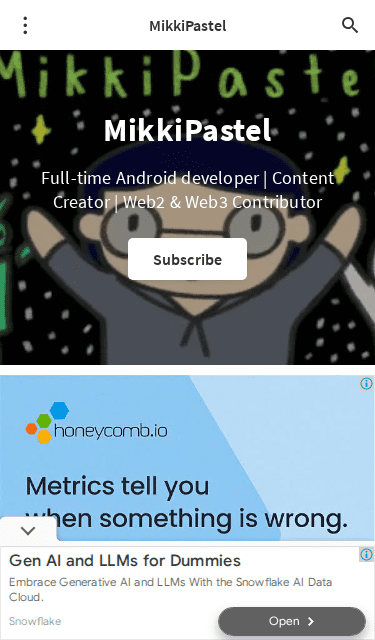 MikkiPastel
MikkiPaste
MikkiPastel
Full-time Android developer | Content
Creator | Web2 & Web3 Contributor
Subscribe
honeycomb.io
Metrics tell you
when something is wrong.
Gen AI and LLMs for Dummies
Embrace Generative AI and LLMs With the Snowflake AI Data
Cloud.
Snowflake
Open